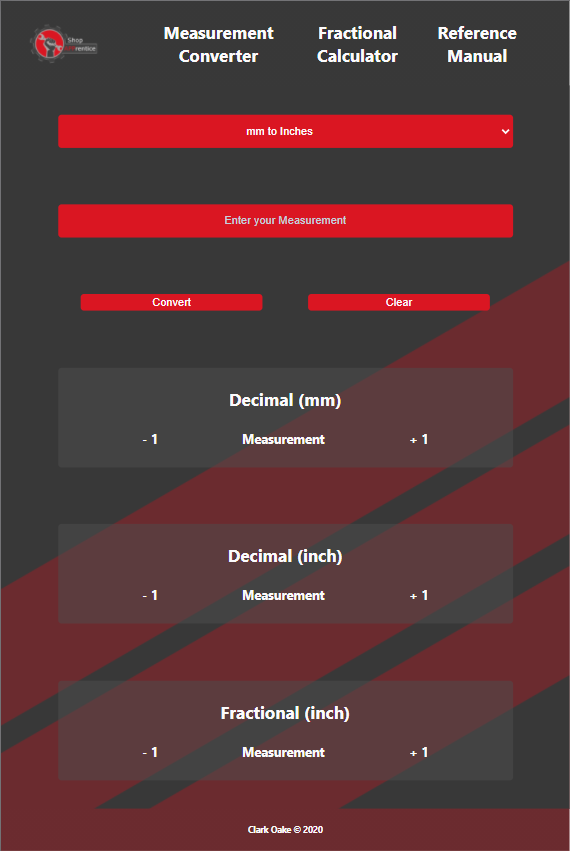 Shop
rentice
Measurement
Converter
Fractional
Calculator
Reference
Manual
mm to Inches
Enter your Measurement
Convert
Clear
Decimal (mm)
- 1
Measurement
+ 1
Decimal (inch)
- 1
Measurement
+ 1
Fractional (inch)
- 1
Measurement
+ 1
Clark Oake © 2020